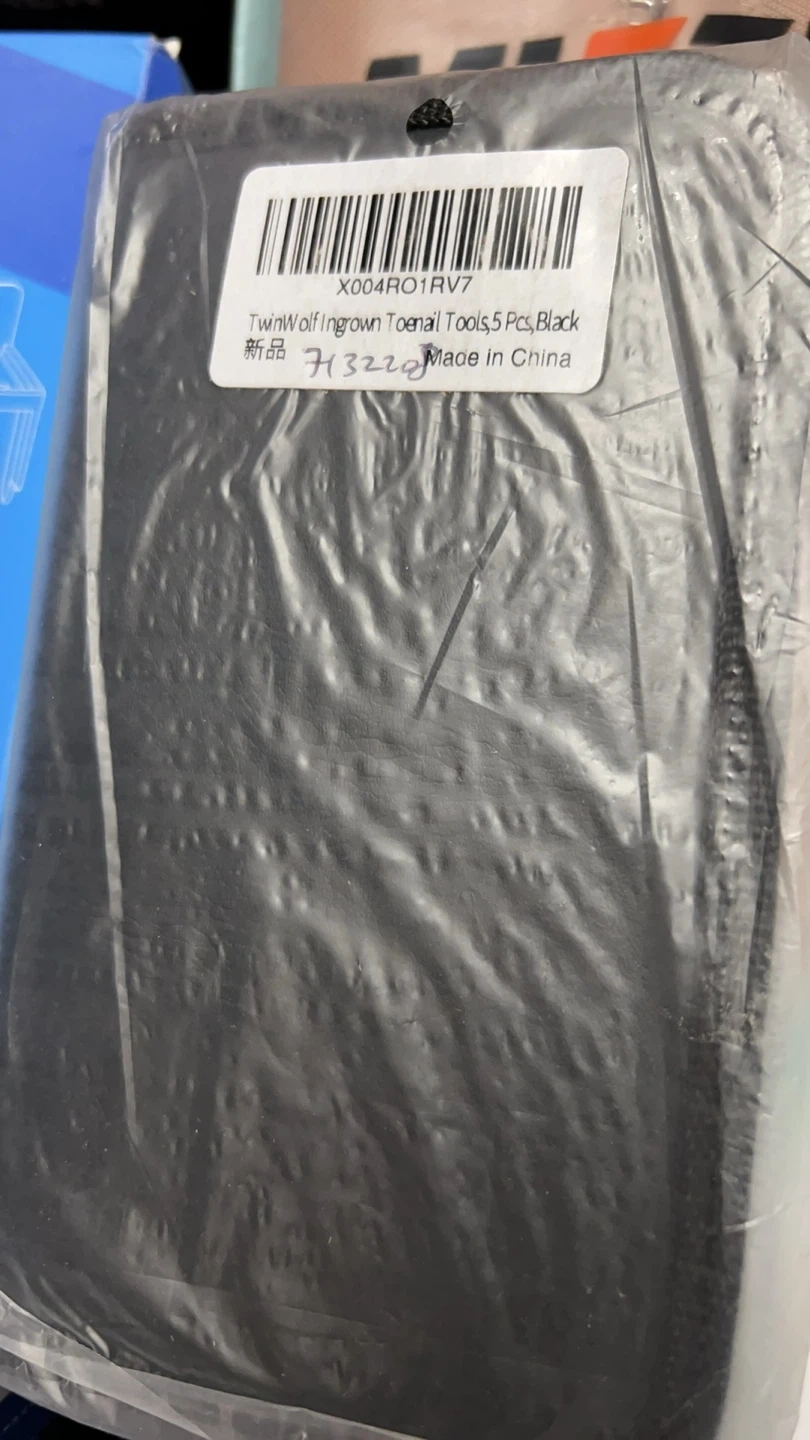 X004RO1RV7
TwinWolf Ingrown Toenail Tools,5 Pcs,Black
新品
Made in China